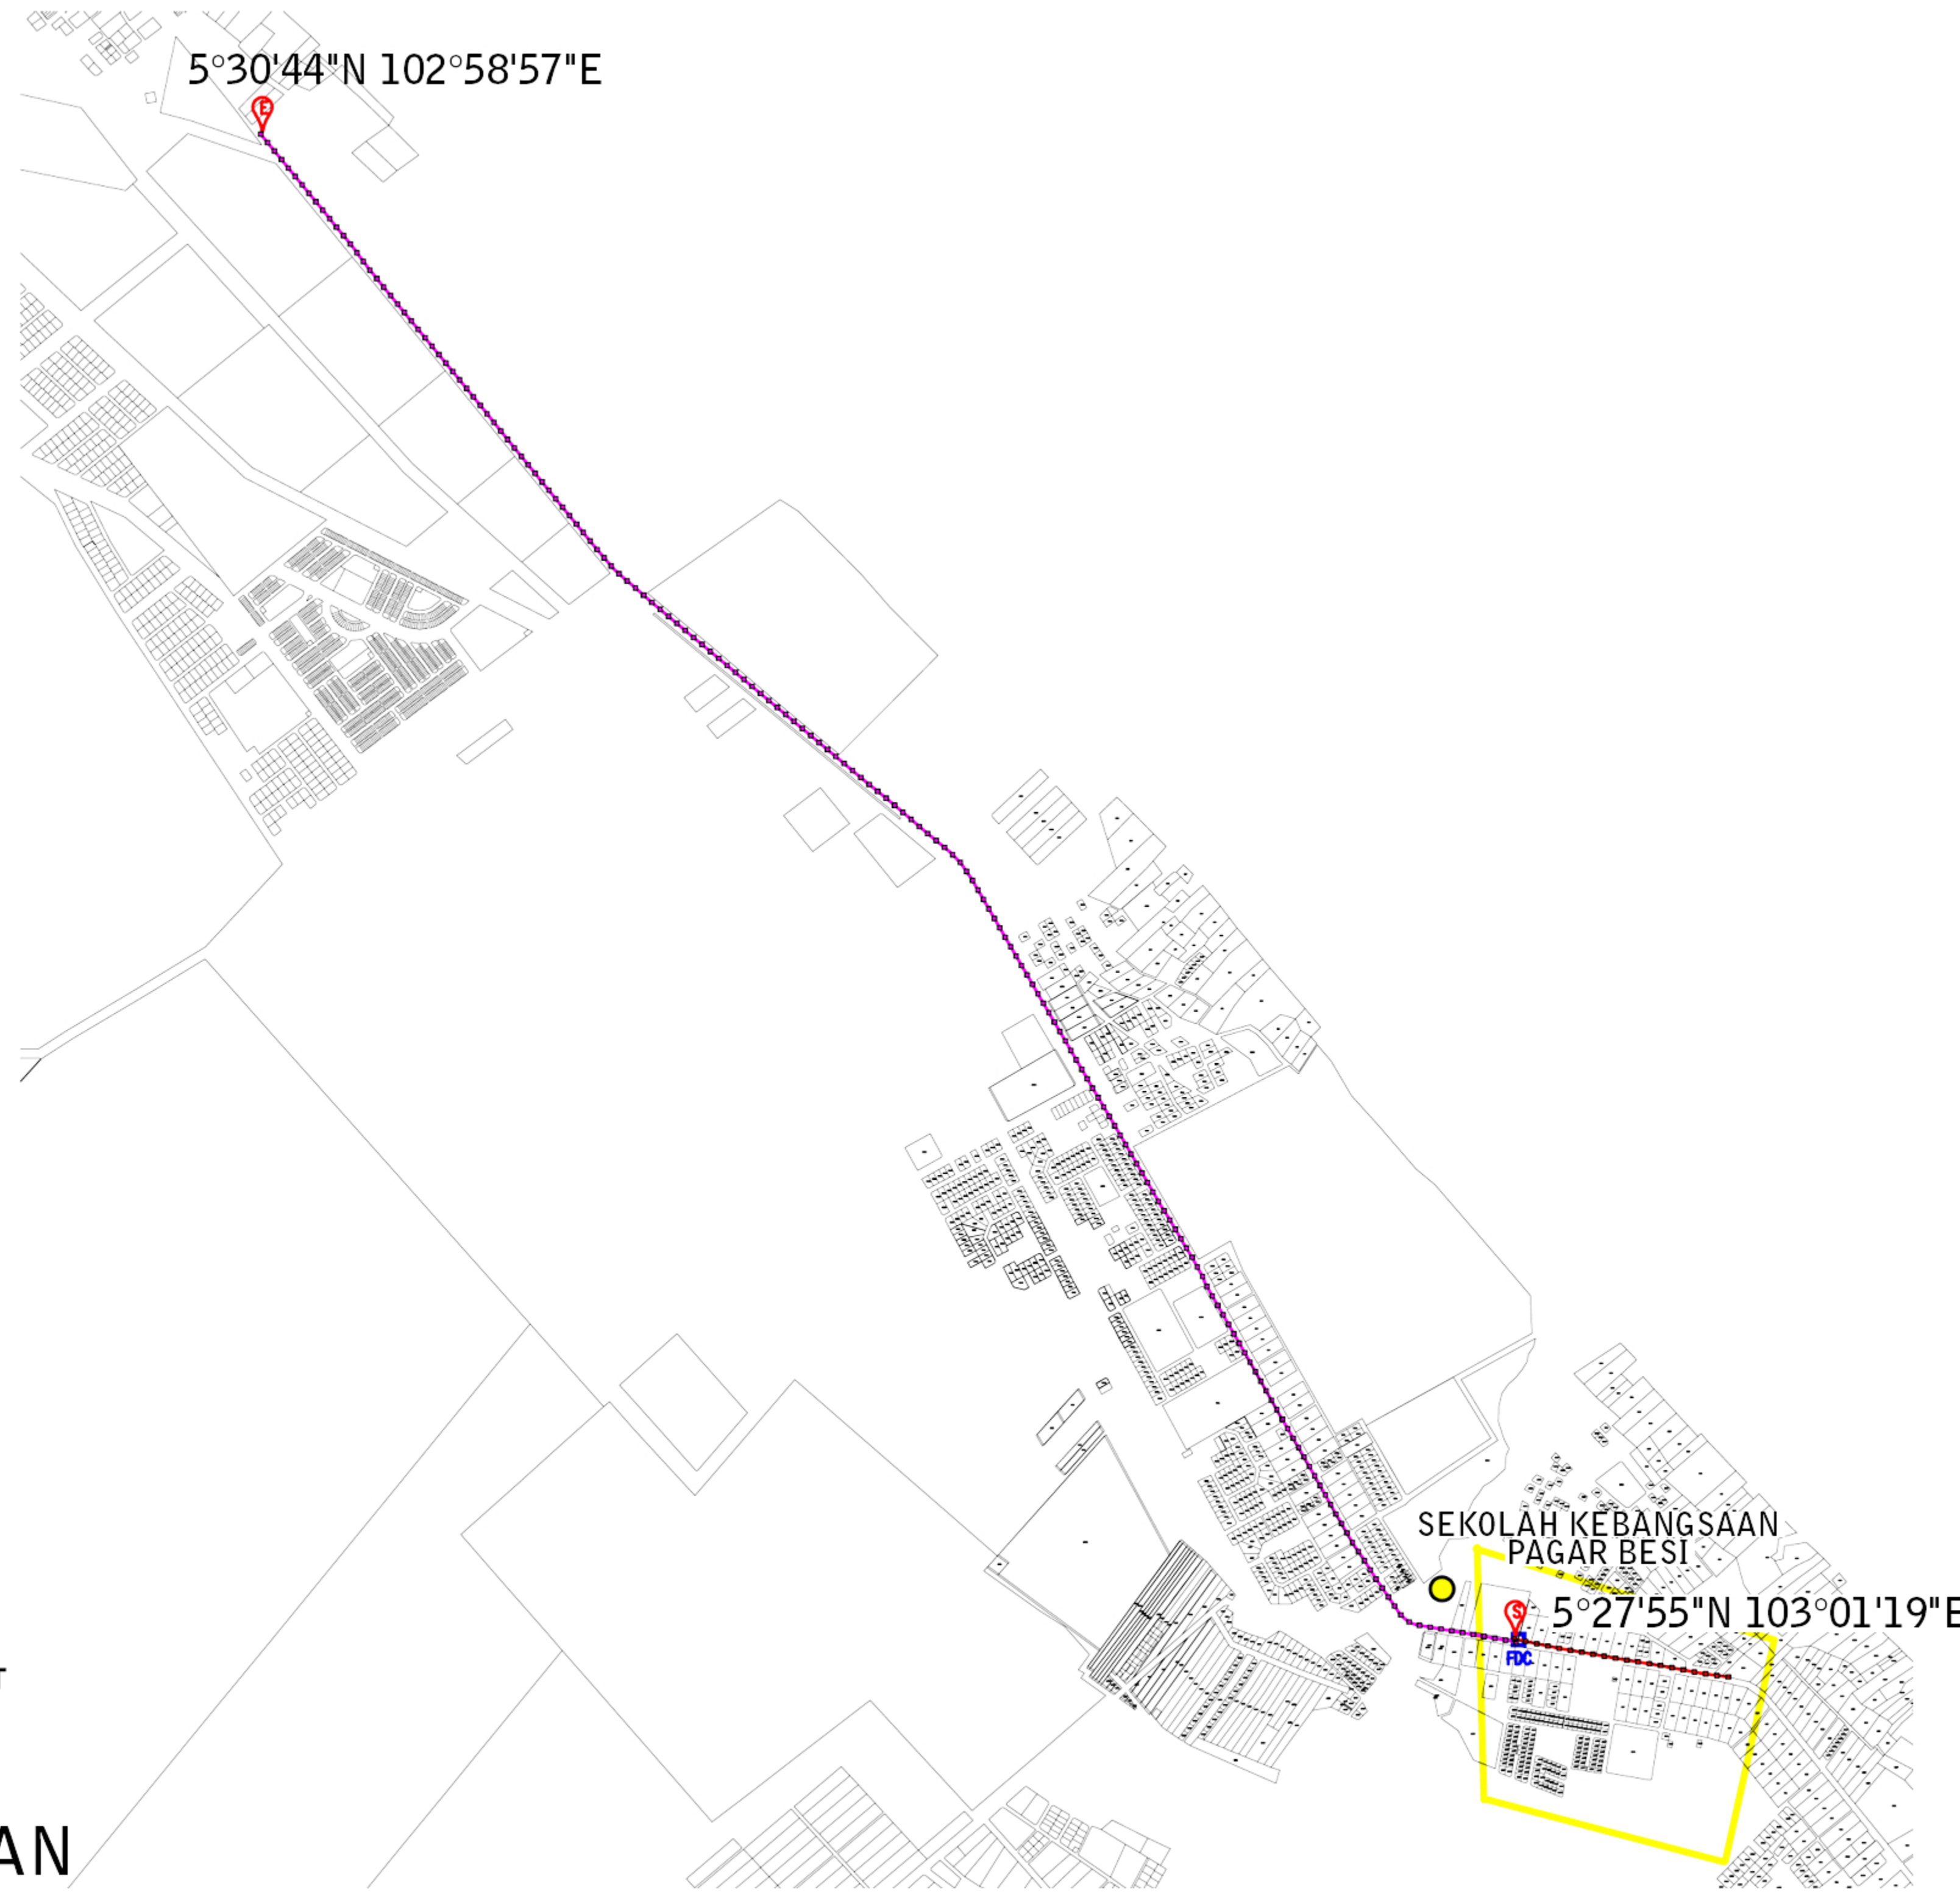 5°30'44"N 102°58'57"E
E
SEKOLAH KEBANGSAAN
PAGAR BESI
S
5°27'55"N 103°01'19"E
FDC
AN